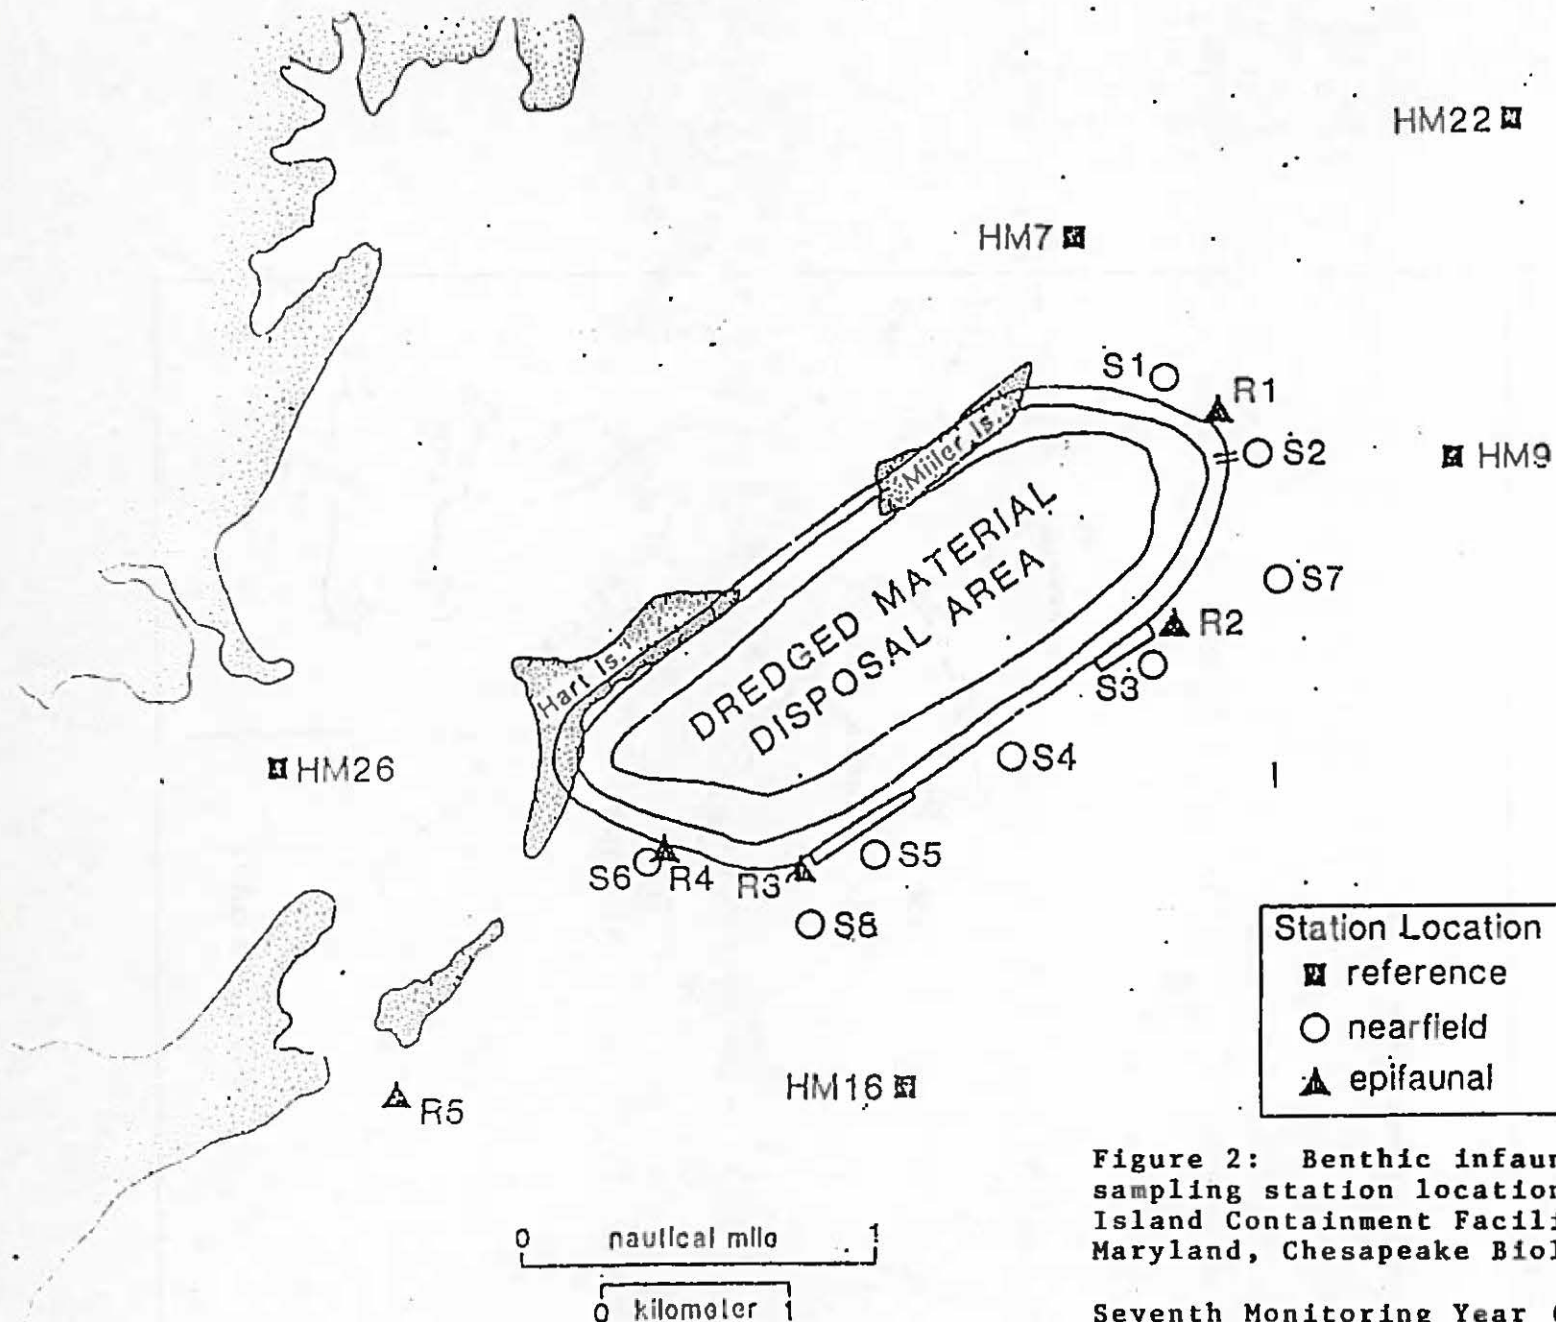 HM22
HM7
S1
R1
S2
HM9
Miller Is.
DREDGED MATERIAL
DISPOSAL AREA
S7
R2
S3
Hart Is.
S4
HM26
S5
S6
R4
R3
S8
Station Location
reference
nearfield
epifaunal
HM16
R5
Figure 2: Benthic infaun
sampling station location
Island Containment Facili
Maryland, Chesapeake Biol
0 nautical mile 1
0 kilometer 1
Seventh Monitoring Year (